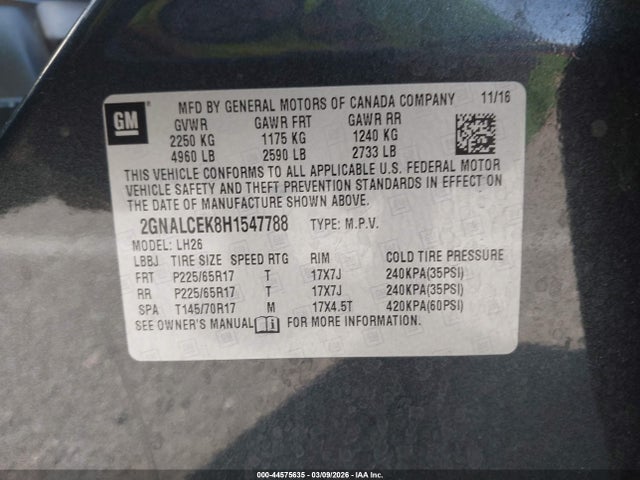 GM
MFD BY GENERAL MOTORS OF CANADA COMPANY 11/16
GVWR GAWR FRT GAWR RR
2250 KG 1175 KG 1240 KG
4960 LB 2590 LB 2733 LB
THIS VEHICLE CONFORMS TO ALL APPLICABLE U.S. FEDERAL MOTOR
VEHICLE SAFETY AND THEFT PREVENTION STANDARDS IN EFFECT ON
THE DATE OF MANUFACTURE SHOWN ABOVE.
2GNALCEK8H1547788 TYPE: M.P.V.
MODEL: LH26
LBBJ TIRE SIZE SPEED RTG RIM COLD TIRE PRESSURE
FRT P225/65R17 T 17X7J 240KPA(35PSI)
RR P225/65R17 T 17X7J 240KPA(35PSI)
SPA T145/70R17 M 17X4.5T 420KPA(60PSI)
SEE OWNER'S MANUAL FOR MORE INFORMATION.
000-44575635 - 03/09/2026 - IAA Inc.